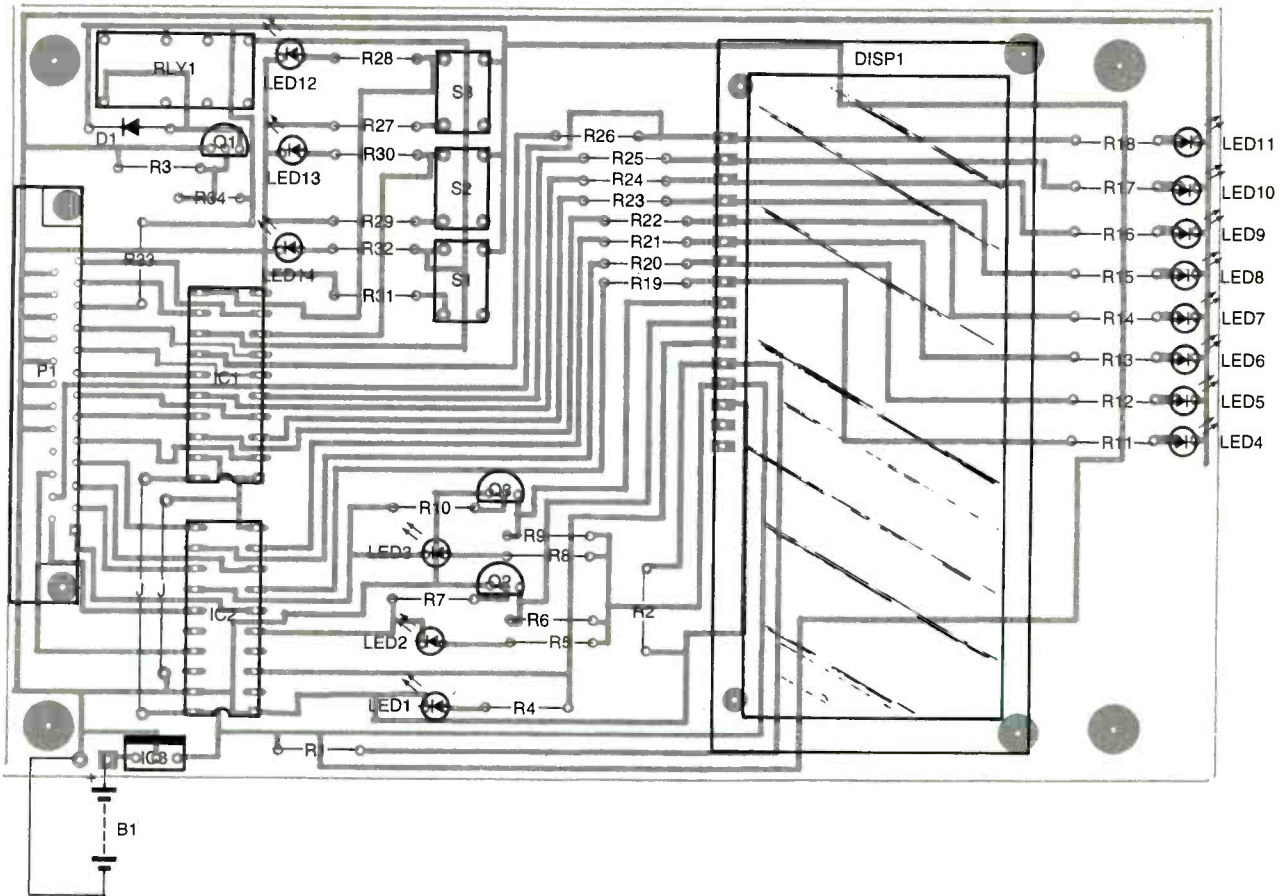 RLY1
D1
Q1
R3
R34
R33
P1
LED12
LED13
LED14
R28
R27
R30
R29
R32
R31
S3
S2
S1
DISP1
R26
R25
R24
R23
R22
R21
R20
R19
R18
R17
R16
R15
R14
R13
R12
R11
LED11
LED10
LED9
LED8
LED7
LED6
LED5
LED4
IC1
IC2
J
J
R10
Q3
R9
LED3
R8
Q2
R7
R6
LED2
R5
R2
LED1
R4
IC3
+
B1